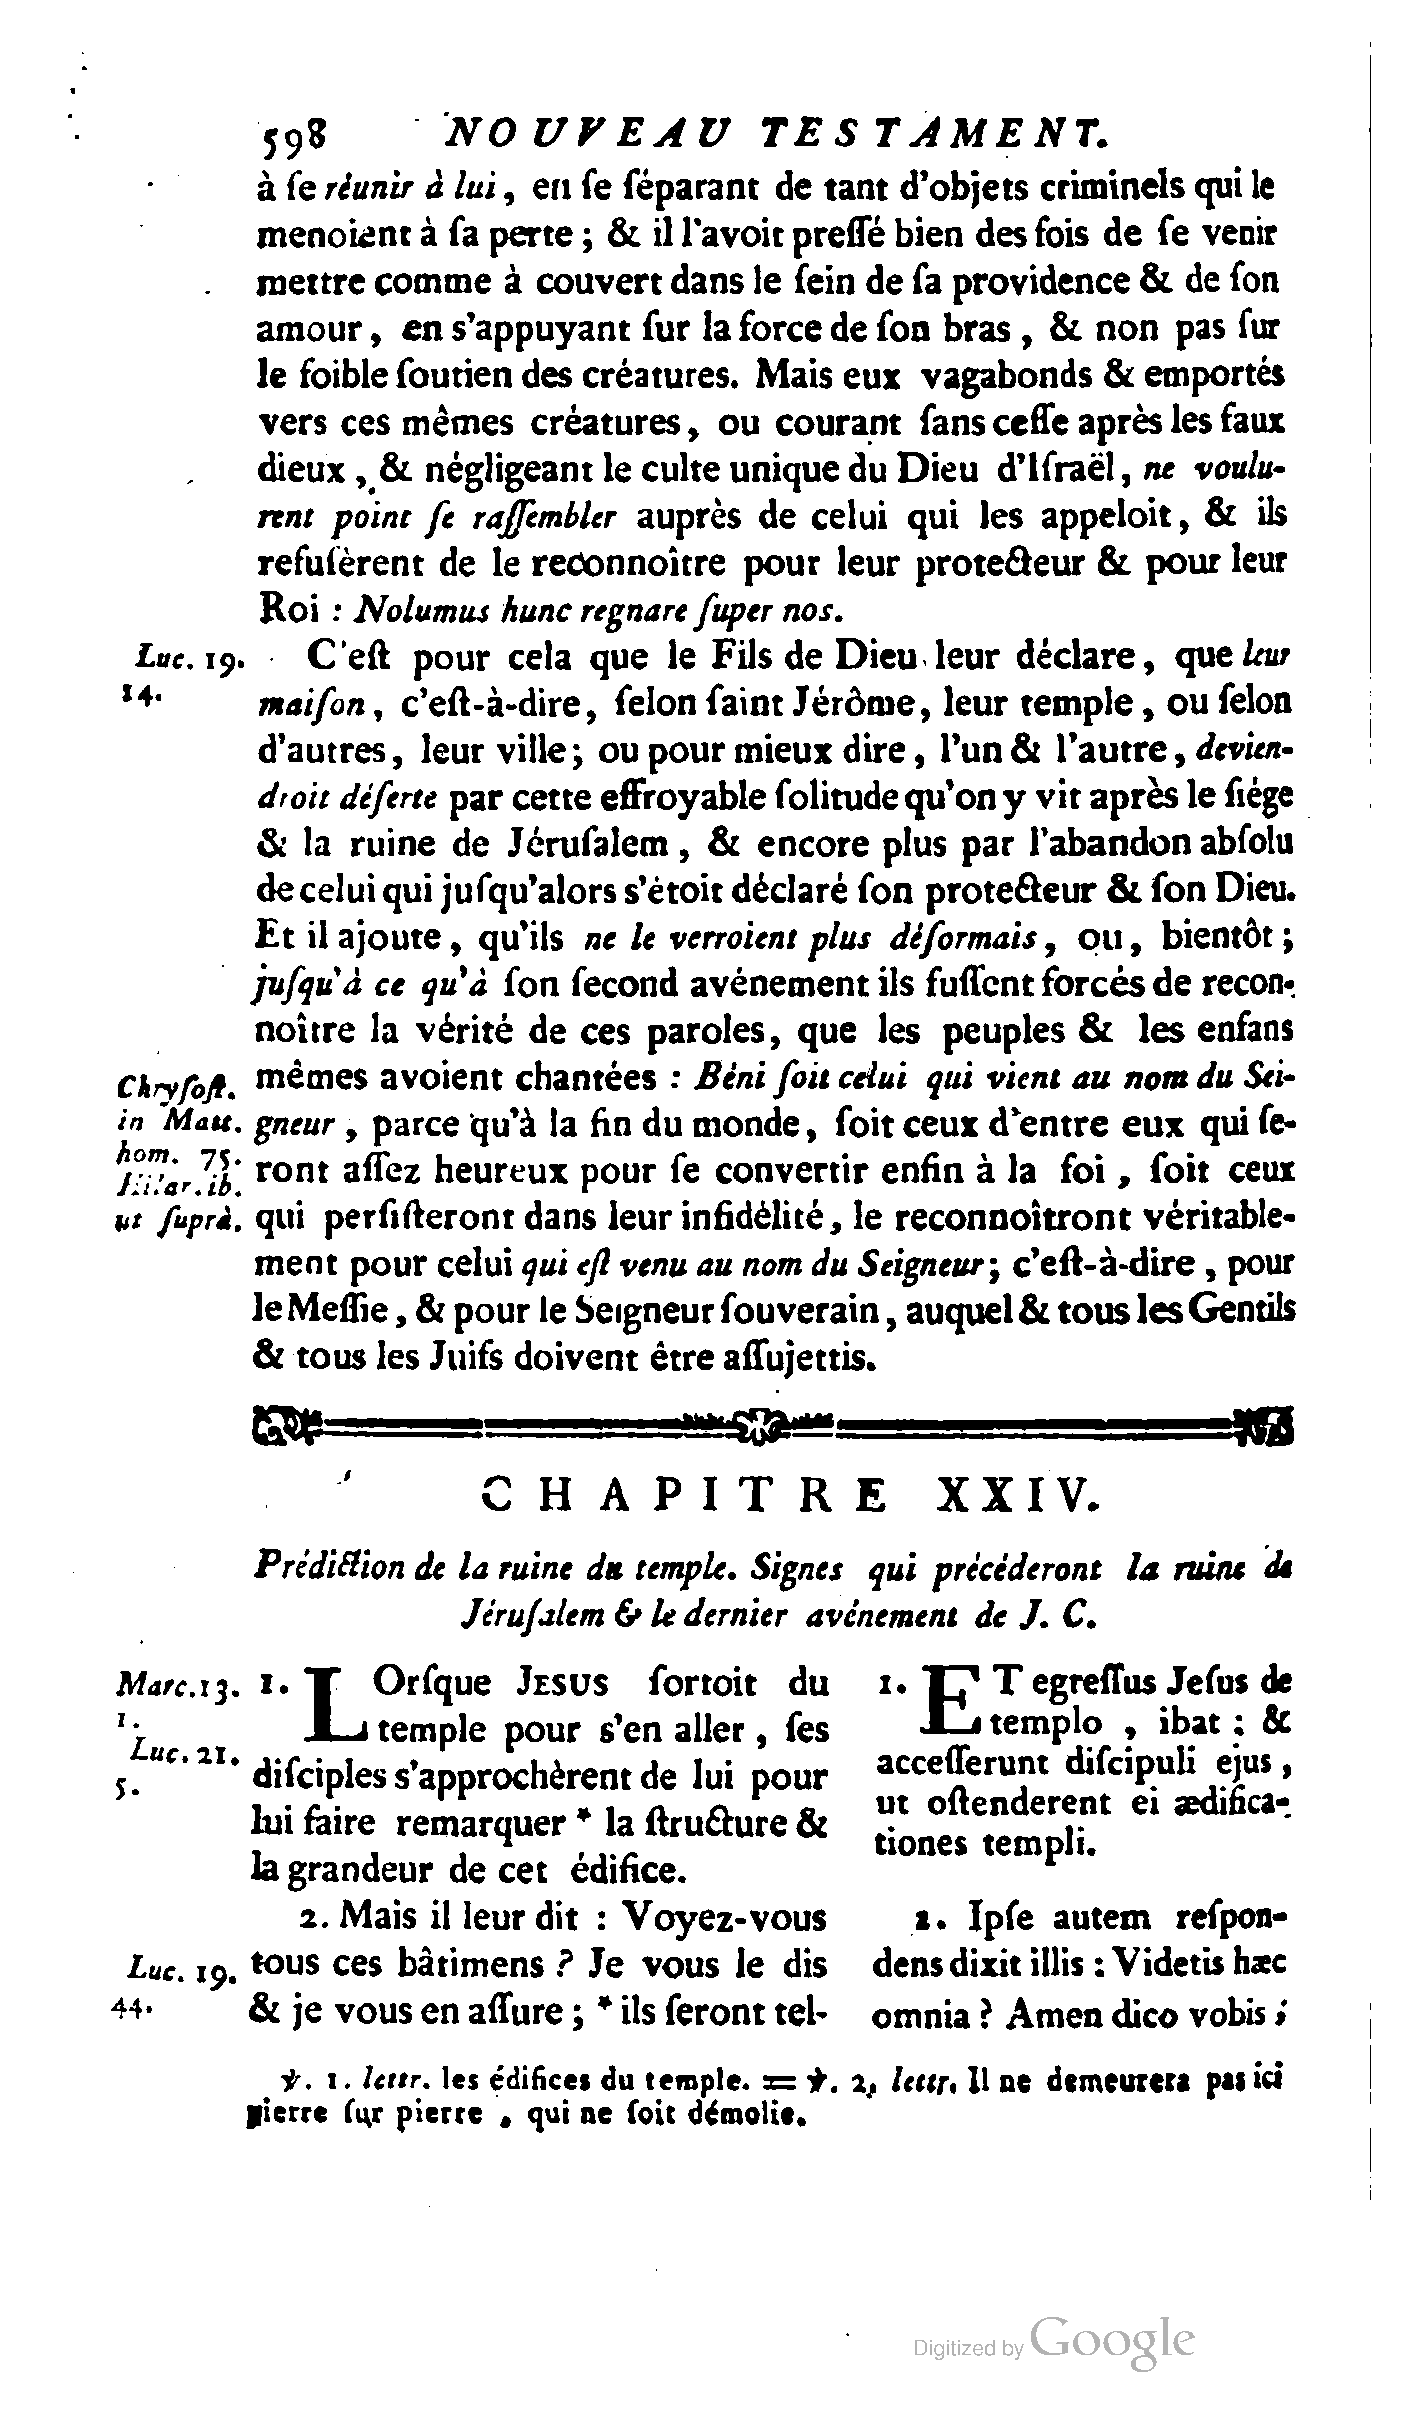 598 NOUVEAU TESTAMENT.
à ſe réunir à lui, en ſe ſéparant de tant d'objets criminels qui le
menoient à ſa perte ; & il l'avoit preſſé bien des fois de ſe venir
mettre comme à couvert dans le ſein de ſa providence & de ſon
amour, en s'appuyant ſur la force de ſon bras, & non pas ſur
le foible ſoutien des créatures. Mais eux vagabonds & emportés
vers ces mêmes créatures, ou courant ſans ceſſe après les faux
dieux, & négligeant le culte unique du Dieu d'Iſraël, ne voulu-
rent point ſe raſſembler auprès de celui qui les appeloit, & ils
refuſèrent de le reconnoître pour leur protecteur & pour leur
Roi : Nolumus hunc regnare ſuper nos.
Luc. 19.
14.
C'eſt pour cela que le Fils de Dieu leur déclare, que leur
maiſon, c'eſt-à-dire, ſelon ſaint Jérôme, leur temple, ou ſelon
d'autres, leur ville; ou pour mieux dire, l'un & l'autre, devien-
droit déſerte par cette effroyable ſolitude qu'on y vit après le ſiége
& la ruine de Jéruſalem, & encore plus par l'abandon abſolu
de celui qui juſqu'alors s'étoit déclaré ſon protecteur & ſon Dieu.
Et il ajoute, qu'ils ne le verroient plus déſormais, ou, bientôt;
juſqu'à ce qu'à ſon ſecond avénement ils fuſſent forcés de recon-
noître la vérité de ces paroles, que les peuples & les enfans
mêmes avoient chantées : Béni ſoit celui qui vient au nom du Sei-
gneur, parce qu'à la fin du monde, ſoit ceux d'entre eux qui ſe-
ront aſſez heureux pour ſe convertir enfin à la foi, ſoit ceux
qui perſiſteront dans leur infidélité, le reconnoîtront véritable-
ment pour celui qui eſt venu au nom du Seigneur; c'eſt-à-dire, pour
le Meſſie, & pour le Seigneur ſouverain, auquel & tous les Gentils
& tous les Juifs doivent être aſſujettis.
Chryſoſt.
in Matt.
hom. 75.
Hilar. ib.
ut ſuprà.
CHAPITRE XXIV.
Prédiction de la ruine du temple. Signes qui précéderont la ruine de
Jéruſalem & le dernier avénement de J. C.
Marc. 13.
1.
Luc. 21.
5.
1. LOrſque JESUS ſortoit du
temple pour s'en aller, ſes
diſciples s'approchèrent de lui pour
lui faire remarquer * la ſtructure &
la grandeur de cet édifice.
2. Mais il leur dit : Voyez-vous
tous ces bâtimens ? Je vous le dis
& je vous en aſſure ; * ils ſeront tel-
Luc. 19.
44.
1. ET egreſſus Jeſus de
templo, ibat : &
acceſſerunt diſcipuli ejus,
ut oſtenderent ei ædifica-
tiones templi.
2. Ipſe autem reſpon-
dens dixit illis : Videtis hæc
omnia ? Amen dico vobis ;
℣. 1. lettr. les édifices du temple. = ℣. 2, lettr. Il ne demeurera pas ici
pierre ſur pierre, qui ne ſoit démolie.
Digitized by Google